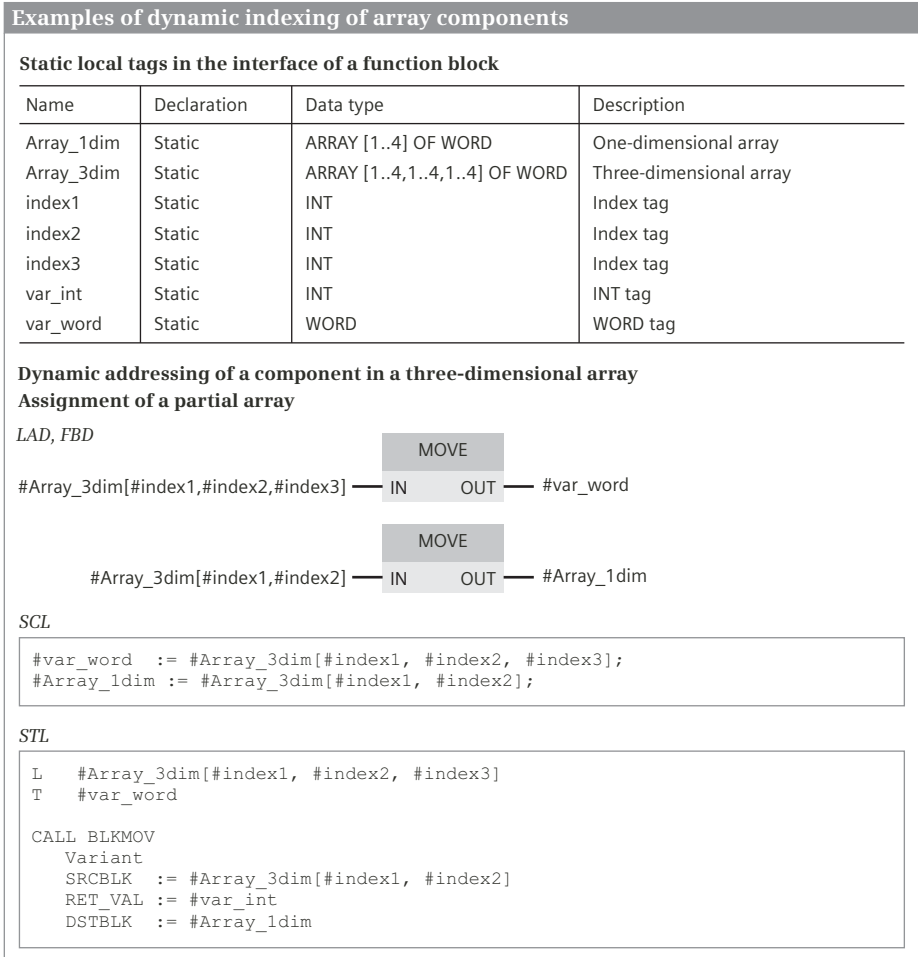 Examples of dynamic indexing of array components
Static local tags in the interface of a function block
Name Declaration Data type Description
Array_1dim Static ARRAY [1..4] OF WORD One-dimensional array
Array_3dim Static ARRAY [1..4,1..4,1..4] OF WORD Three-dimensional array
index1 Static INT Index tag
index2 Static INT Index tag
index3 Static INT Index tag
var_int Static INT INT tag
var_word Static WORD WORD tag
Dynamic addressing of a component in a three-dimensional array
Assignment of a partial array
LAD, FBD
MOVE
#Array_3dim[#index1,#index2,#index3] IN OUT #var_word
MOVE
#Array_3dim[#index1,#index2] IN OUT #Array_1dim
SCL
#var_word := #Array_3dim[#index1, #index2, #index3];
#Array_1dim := #Array_3dim[#index1, #index2];
STL
L #Array_3dim[#index1, #index2, #index3]
T #var_word
CALL BLKMOV
Variant
SRCBLK := #Array_3dim[#index1, #index2]
RET_VAL := #var_int
DSTBLK := #Array_1dim